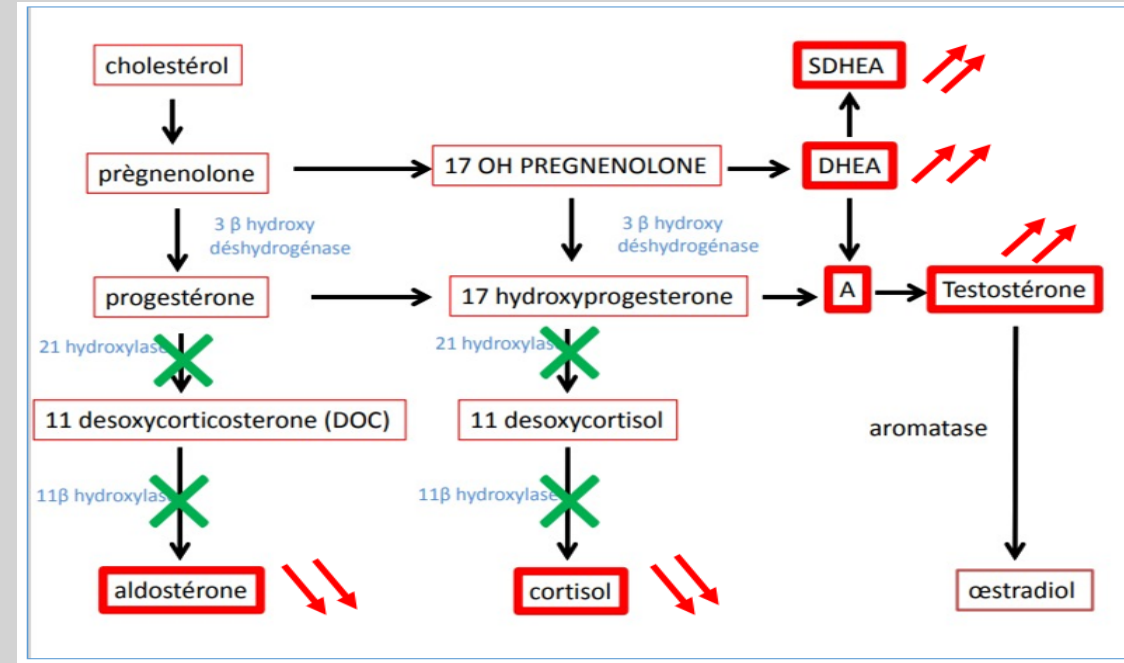 cholestérol
SDHEA
prègnenolone
17 OH PREGNENOLONE
DHEA
3 β hydroxy
déshydrogénase
3 β hydroxy
déshydrogénase
progestérone
17 hydroxyprogesterone
A
Testostérone
21 hydroxylase
21 hydroxylase
11 desoxycorticosterone (DOC)
11 desoxycortisol
aromatase
11β hydroxylase
11β hydroxylase
aldostérone
cortisol
œstradiol